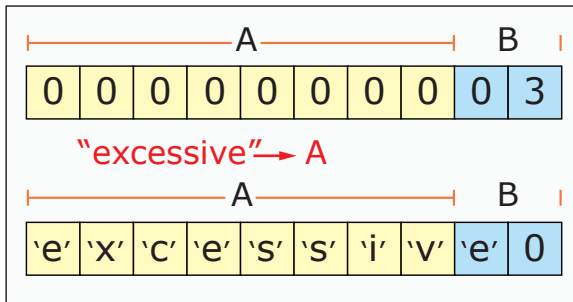 A B
0 0 0 0 0 0 0 0 0 3
“excessive” → A
A B
‘e’ ‘x’ ‘c’ ‘e’ ‘s’ ‘s’ ‘i’ ‘v’ ‘e’ 0